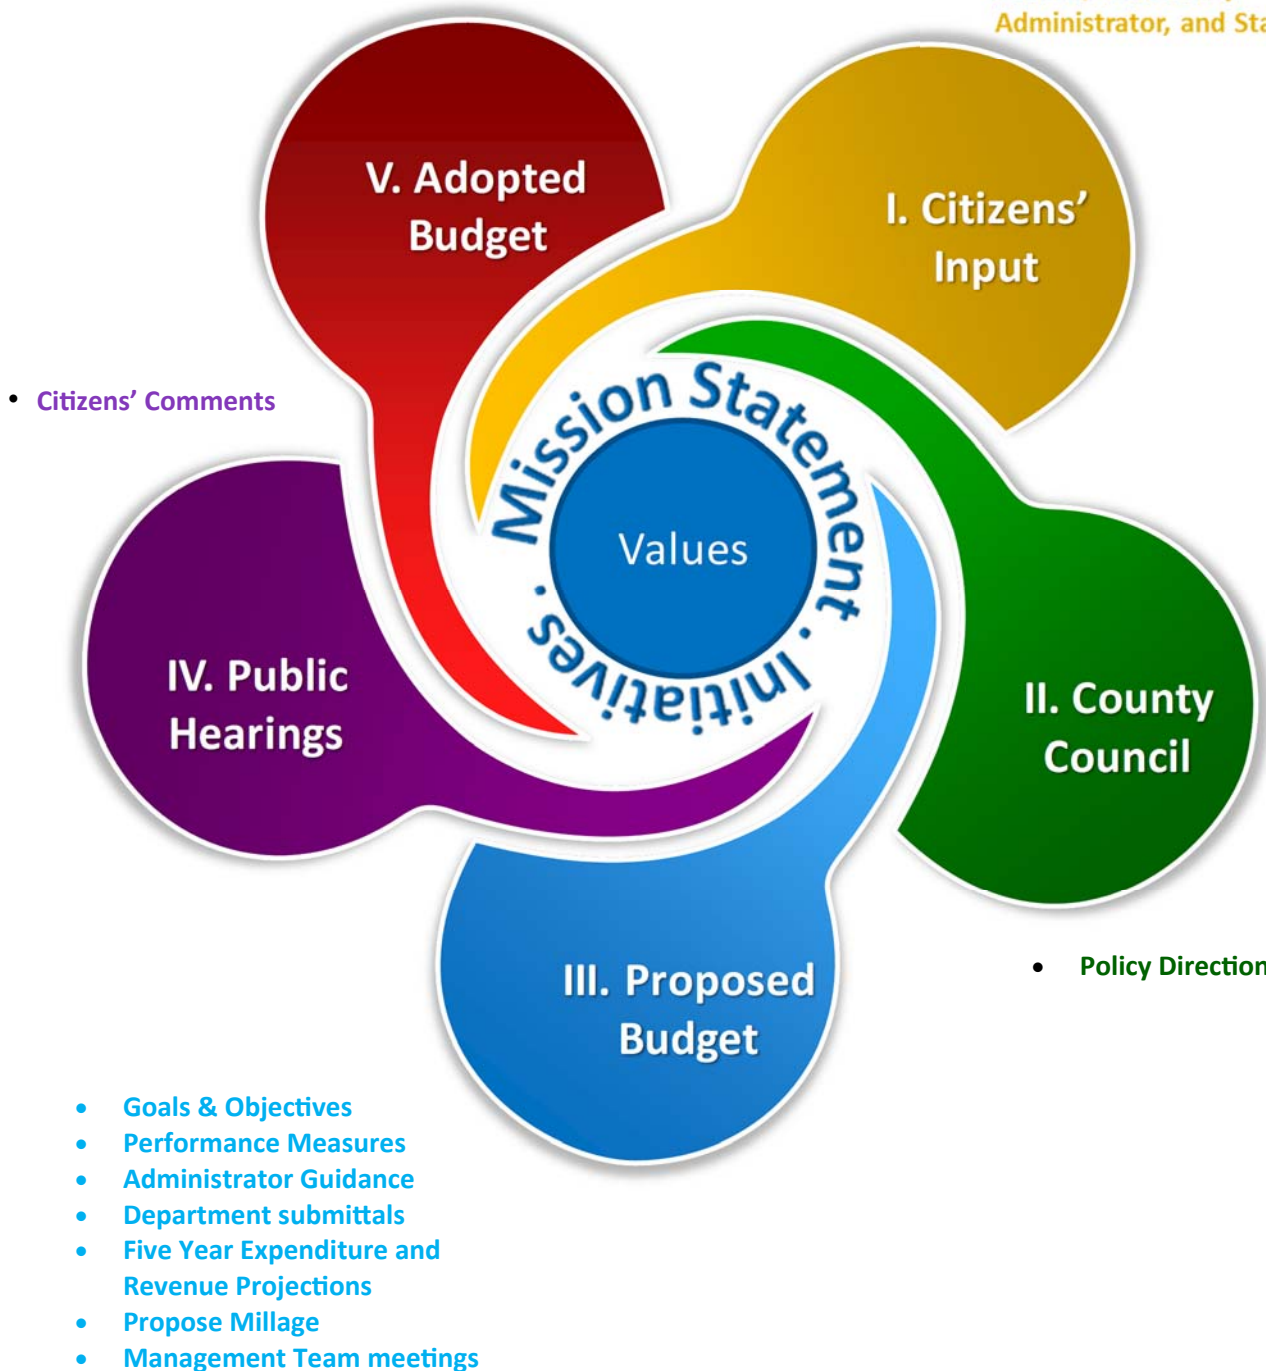 Administrator, and
V. Adopted
Budget
I. Citizens’
Input
• Citizens’ Comments
Mission Statement · Initiatives ·
Values
IV. Public
Hearings
II. County
Council
III. Proposed
Budget
• Policy Direction
• Goals & Objectives
• Performance Measures
• Administrator Guidance
• Department submittals
• Five Year Expenditure and
Revenue Projections
• Propose Millage
• Management Team meetings